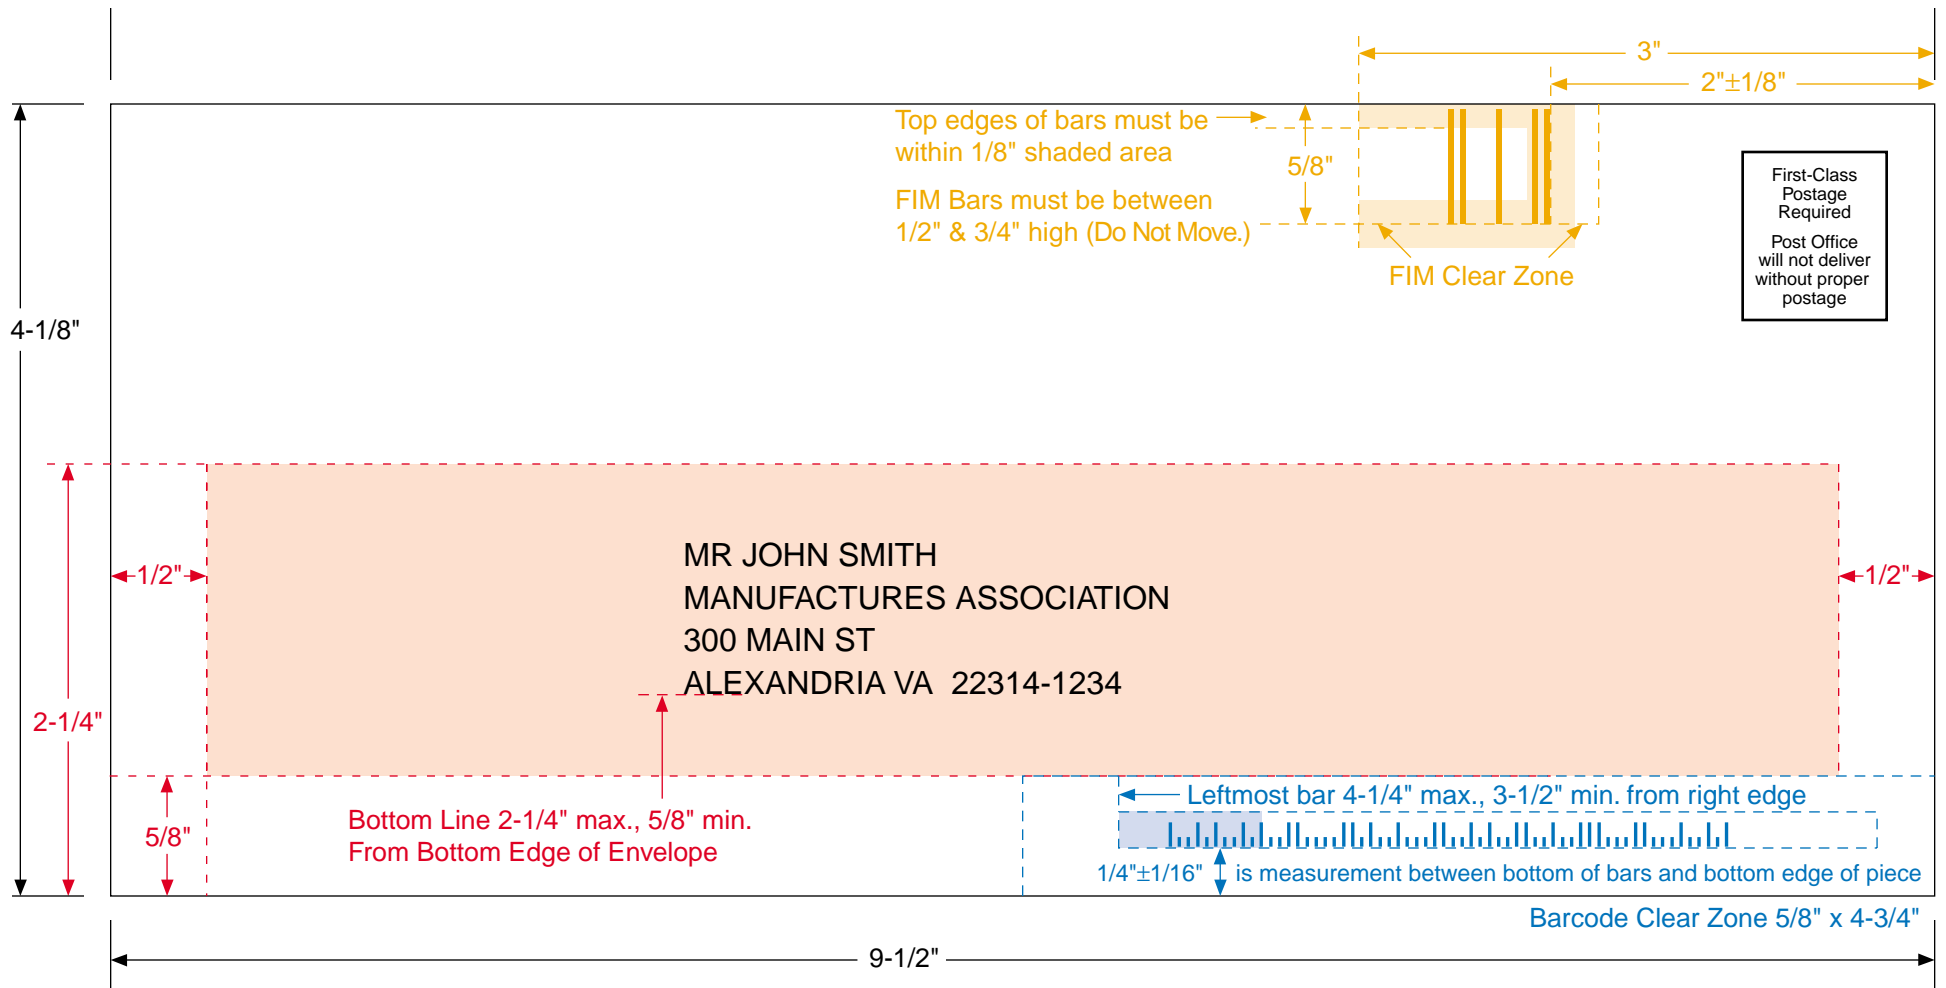 3"
2"±1/8"
Top edges of bars must be
within 1/8" shaded area
5/8"
FIM Bars must be between
1/2" & 3/4" high (Do Not Move.)
FIM Clear Zone
First-Class
Postage
Required
Post Office
will not deliver
without proper
postage
4-1/8"
MR JOHN SMITH
MANUFACTURES ASSOCIATION
300 MAIN ST
ALEXANDRIA VA  22314-1234
1/2"
1/2"
2-1/4"
5/8"
Bottom Line 2-1/4" max., 5/8" min.
From Bottom Edge of Envelope
Leftmost bar 4-1/4" max., 3-1/2" min. from right edge
1/4"±1/16" is measurement between bottom of bars and bottom edge of piece
Barcode Clear Zone 5/8" x 4-3/4"
9-1/2"